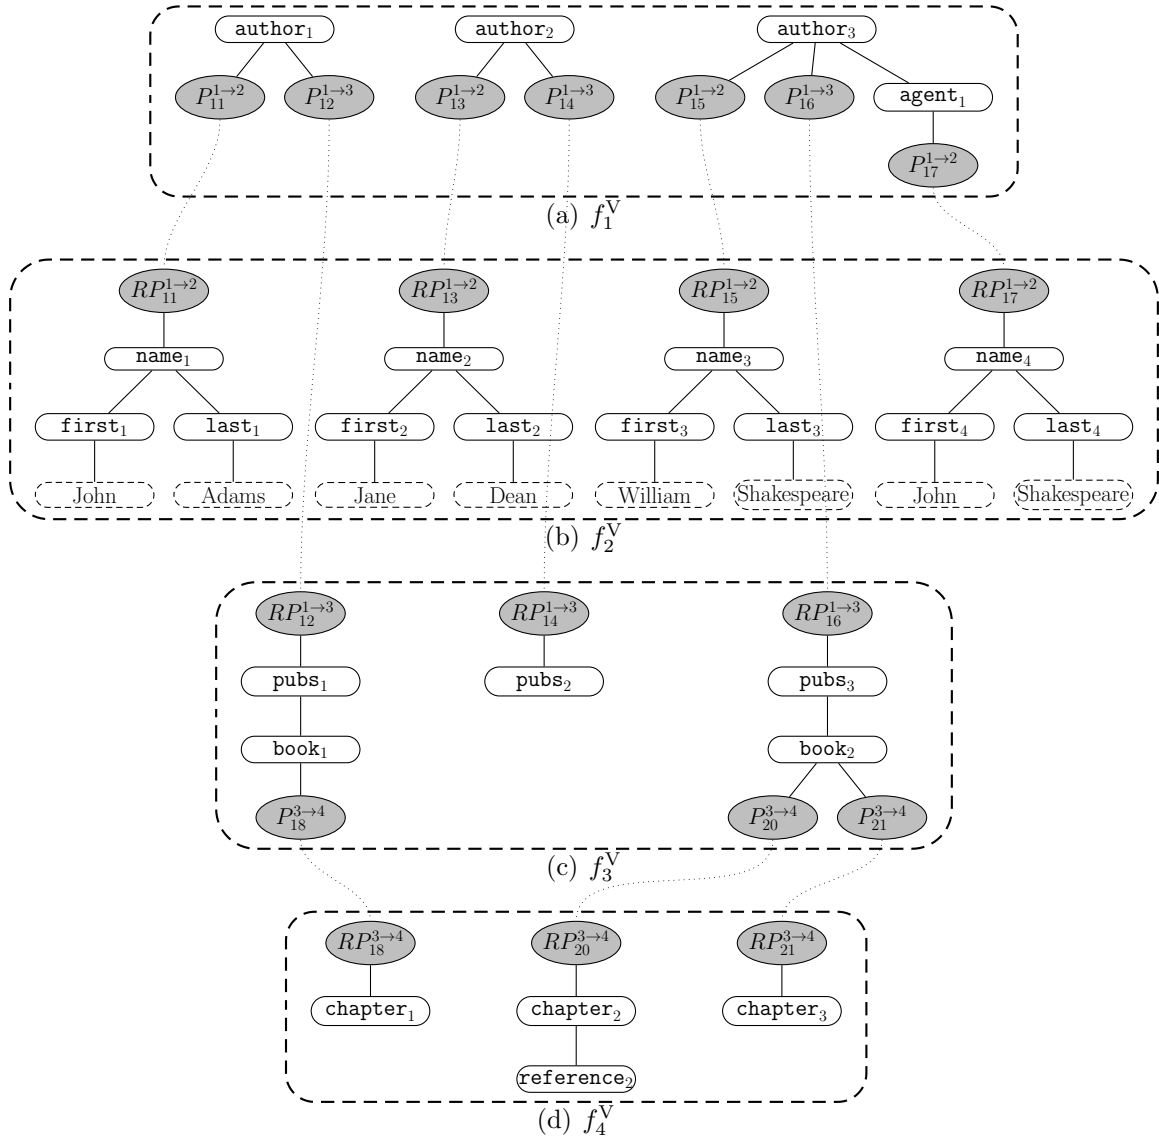 author₁ author₂ author₃
P₁₁^{1→2} P₁₂^{1→3} P₁₃^{1→2} P₁₄^{1→3} P₁₅^{1→2} P₁₆^{1→3} agent₁
P₁₇^{1→2}
(a) f₁^V
RP₁₁^{1→2} RP₁₃^{1→2} RP₁₅^{1→2} RP₁₇^{1→2}
name₁ name₂ name₃ name₄
first₁ last₁ first₂ last₂ first₃ last₃ first₄ last₄
John Adams Jane Dean William Shakespeare John Shakespeare
(b) f₂^V
RP₁₂^{1→3} RP₁₄^{1→3} RP₁₆^{1→3}
pubs₁ pubs₂ pubs₃
book₁ book₂
P₁₈^{3→4} P₂₀^{3→4} P₂₁^{3→4}
(c) f₃^V
RP₁₈^{3→4} RP₂₀^{3→4} RP₂₁^{3→4}
chapter₁ chapter₂ chapter₃
reference₂
(d) f₄^V